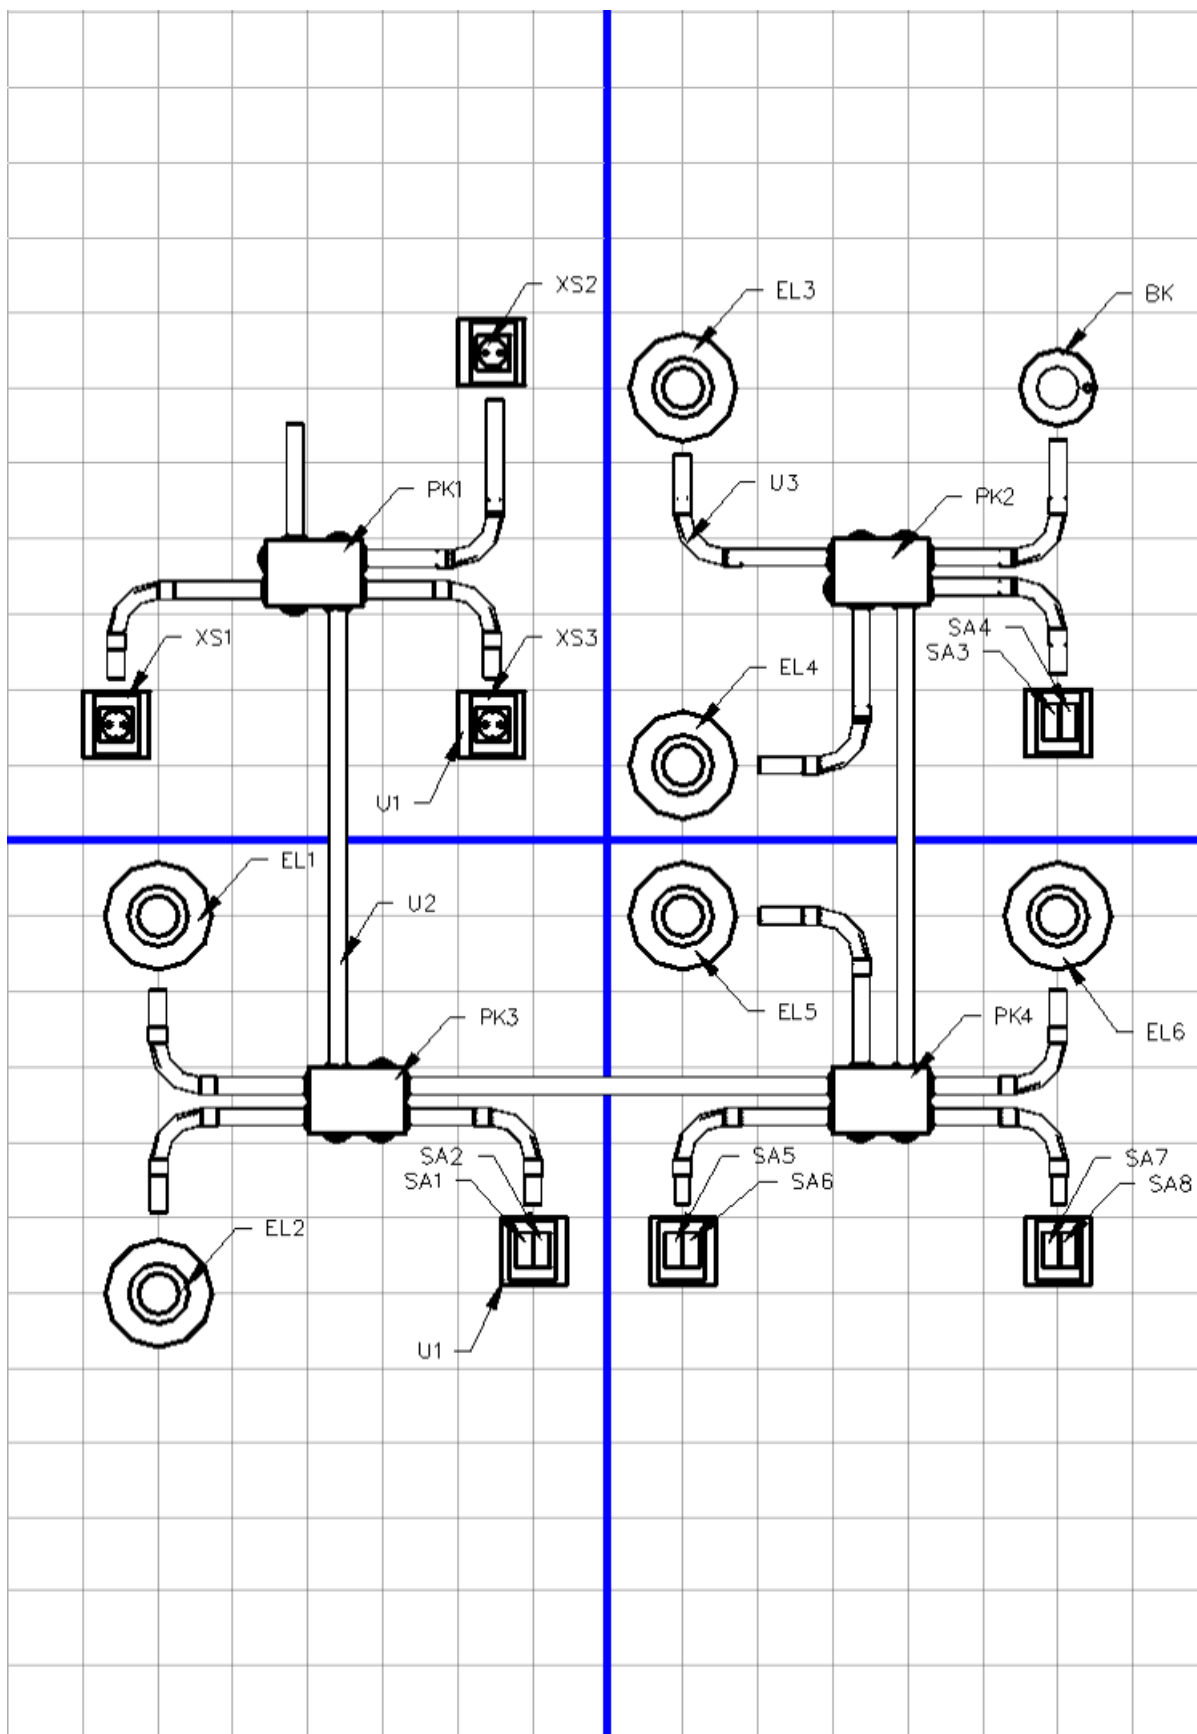 XS2
EL3
BK
PK1
U3
PK2
XS1
XS3
SA4
SA3
EL4
U1
EL1
U2
PK3
EL5
PK4
EL6
SA2
SA1
SA5
SA6
SA7
SA8
EL2
U1